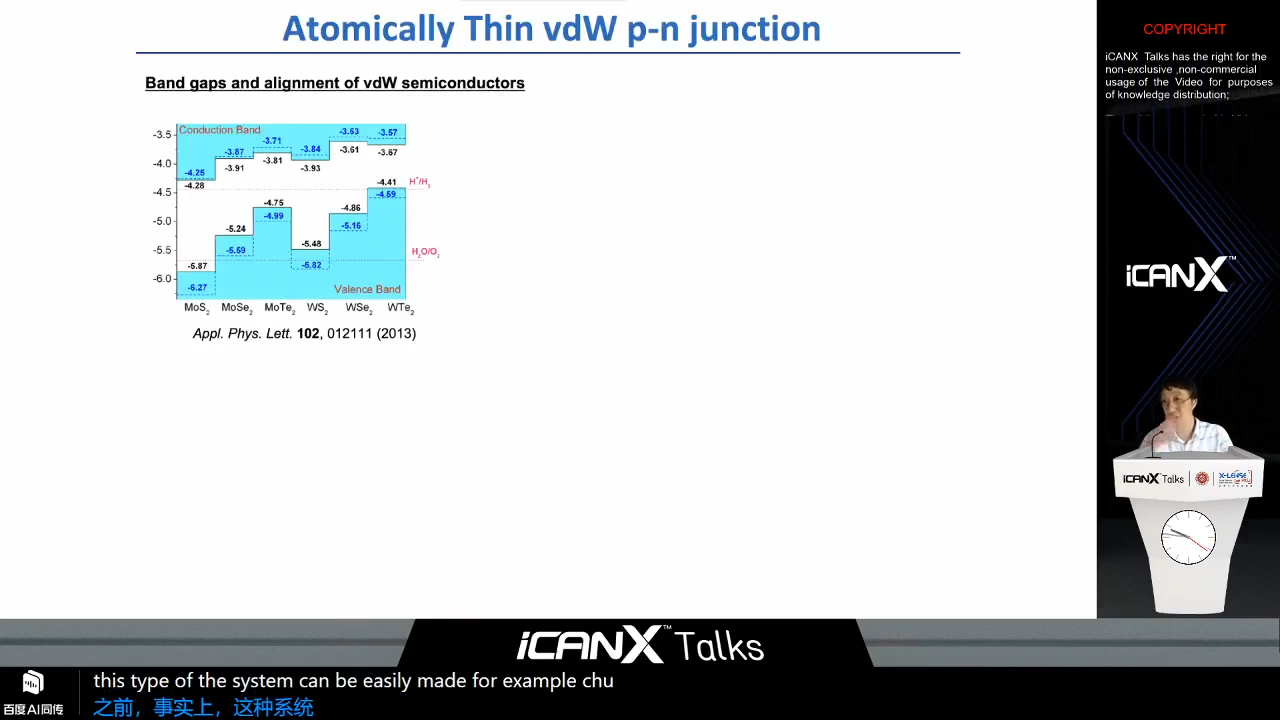 Atomically Thin vdW p-n junction
Band gaps and alignment of vdW semiconductors
Conduction Band
-3.5
-4.0
-4.5
-5.0
-5.5
-6.0
-4.25
-4.28
-3.87
-3.91
-3.71
-3.81
-3.84
-3.93
-3.53
-3.61
-3.57
-3.67
H⁺/H₂
-5.87
-6.27
-5.24
-5.59
-4.75
-4.99
-5.48
-5.82
-4.86
-5.16
-4.41
-4.59
H₂O/O₂
Valence Band
MoS₂ MoSe₂ MoTe₂ WS₂ WSe₂ WTe₂
Appl. Phys. Lett. 102, 012111 (2013)
COPYRIGHT
iCANX Talks has the right for the
non-exclusive ,non-commercial
usage of the Video for purposes
of knowledge distribution;
iCANX™
iCANX Talks
X-LENSE
iCANX™ Talks
this type of the system can be easily made for example chu
之前，事实上，这种系统
百度AI同传